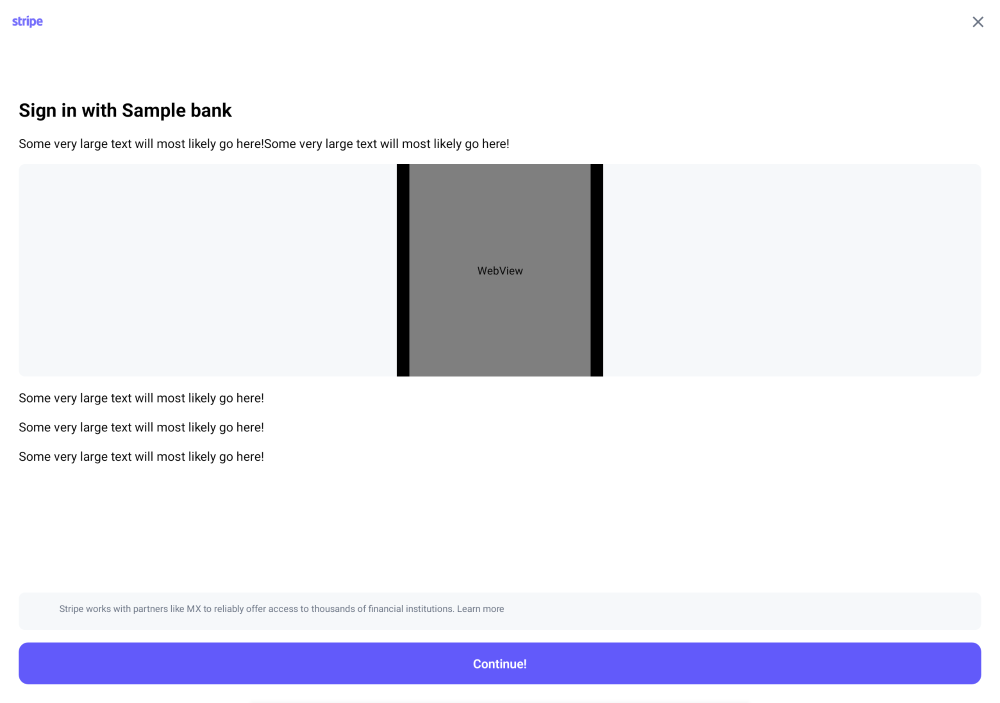 stripe
Sign in with Sample bank
Some very large text will most likely go here!Some very large text will most likely go here!
WebView
Some very large text will most likely go here!
Some very large text will most likely go here!
Some very large text will most likely go here!
Stripe works with partners like MX to reliably offer access to thousands of financial institutions. Learn more
Continue!